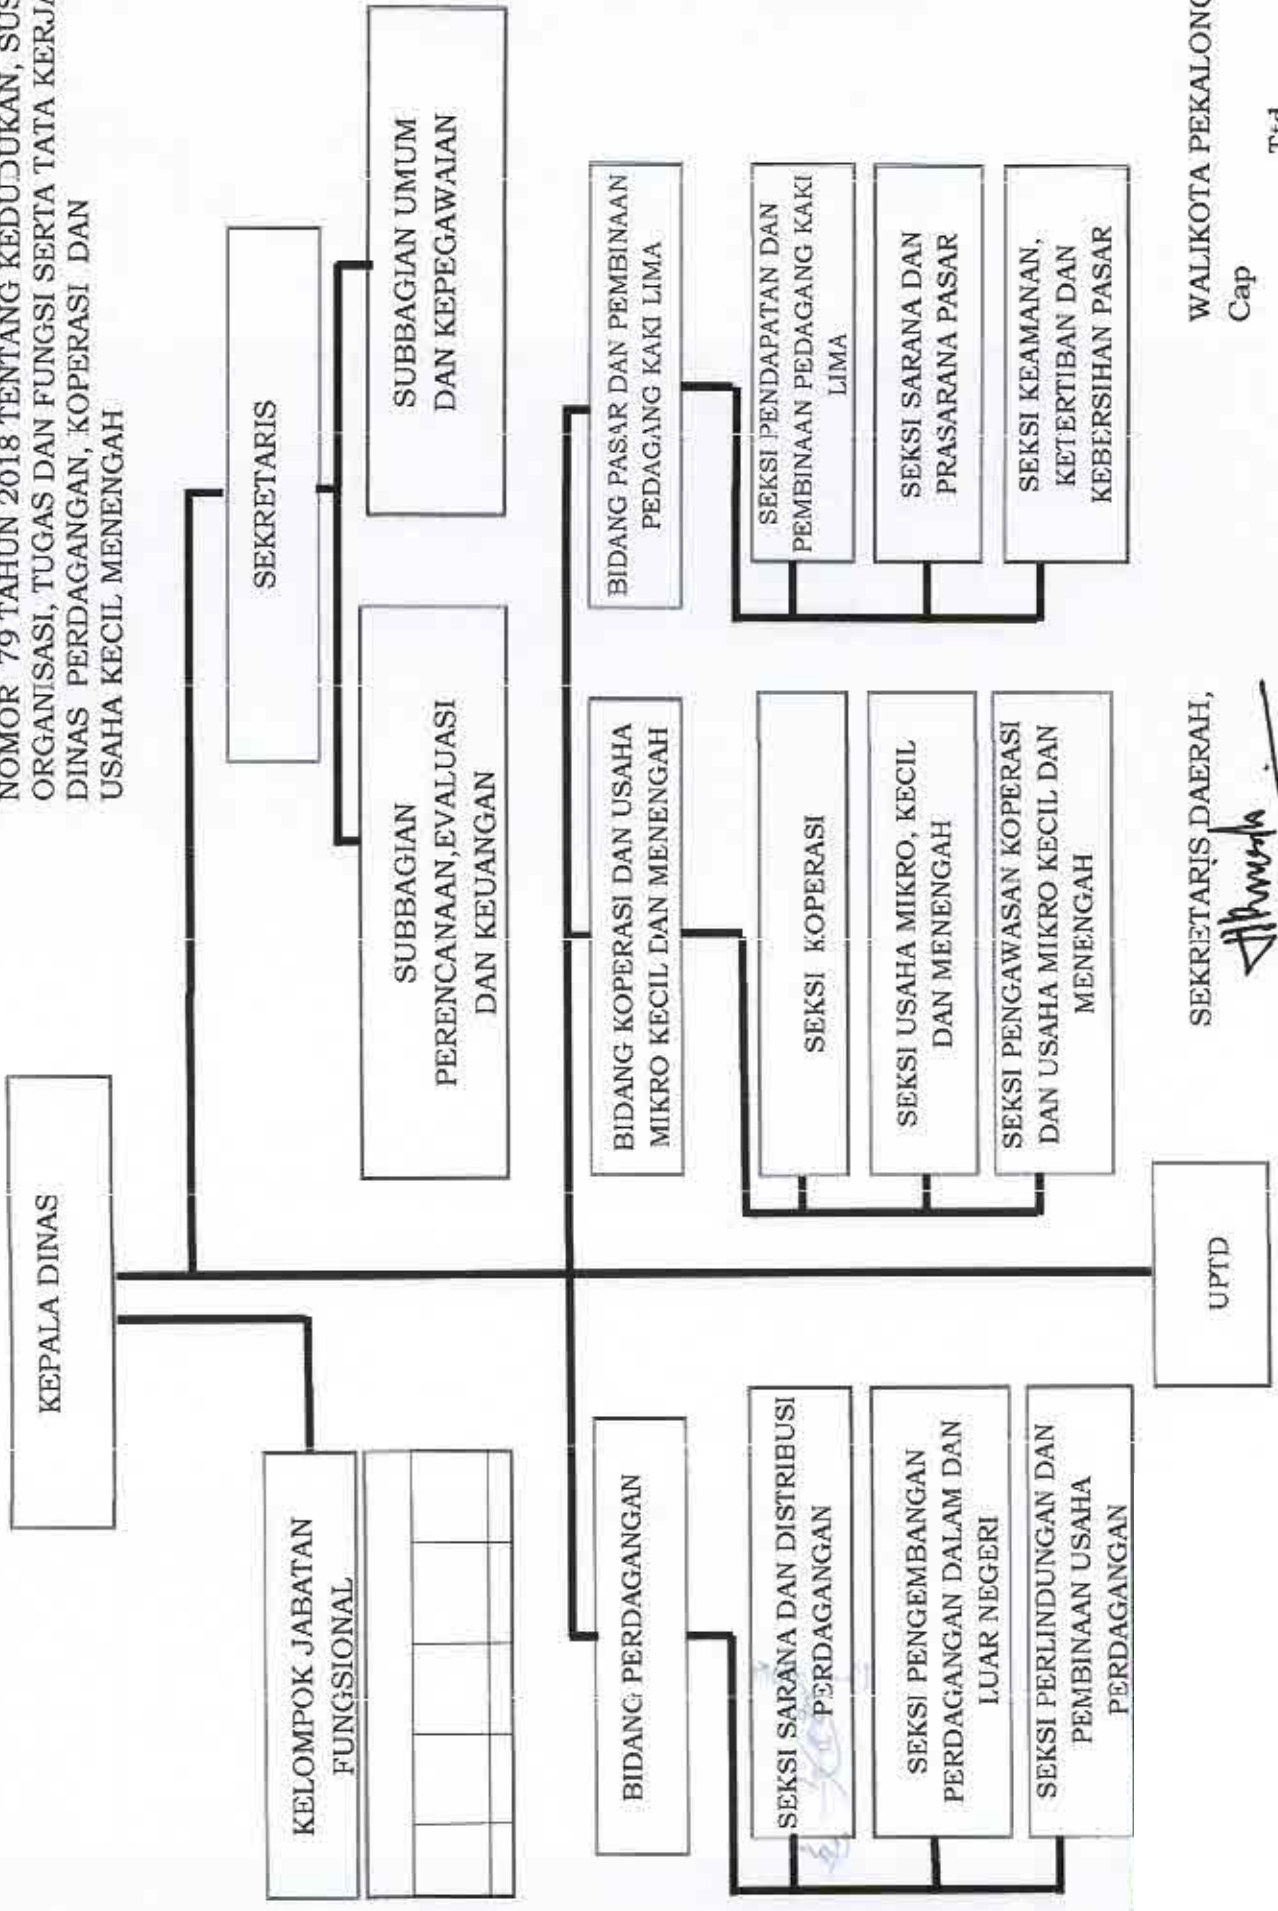 NOMOR 79 TAHUN 2018 TENTANG KEDUDUKAN, SUS
ORGANISASI, TUGAS DAN FUNGSI SERTA TATA KERJA
DINAS PERDAGANGAN, KOPERASI DAN
USAHA KECIL MENENGAH
KEPALA DINAS
SEKRETARIS
KELOMPOK JABATAN
FUNGSIONAL
SUBBAGIAN
PERENCANAAN,EVALUASI
DAN KEUANGAN
SUBBAGIAN UMUM
DAN KEPEGAWAIAN
BIDANG PERDAGANGAN
SEKSI SARANA DAN DISTRIBUSI
PERDAGANGAN
SEKSI PENGEMBANGAN
PERDAGANGAN DALAM DAN
LUAR NEGERI
SEKSI PERLINDUNGAN DAN
PEMBINAAN USAHA
PERDAGANGAN
BIDANG KOPERASI DAN USAHA
MIKRO KECIL DAN MENENGAH
SEKSI KOPERASI
SEKSI USAHA MIKRO, KECIL
DAN MENENGAH
SEKSI PENGAWASAN KOPERASI
DAN USAHA MIKRO KECIL DAN
MENENGAH
BIDANG PASAR DAN PEMBINAAN
PEDAGANG KAKI LIMA
SEKSI PENDAPATAN DAN
PEMBINAAN PEDAGANG KAKI
LIMA
SEKSI SARANA DAN
PRASARANA PASAR
SEKSI KEAMANAN,
KETERTIBAN DAN
KEBERSIHAN PASAR
UPTD
SEKRETARIS DAERAH,
WALIKOTA PEKALONG
Cap
Ttd